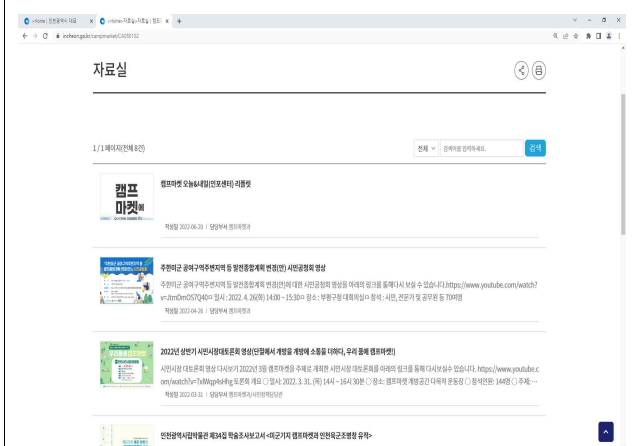 incheon.go.kr/campmarket/CA050102
자료실
1 / 1 페이지(전체 8건)
전체
검색어를 입력하세요.
검색
캠프
마켓에
캠프마켓 오늘&내일(인포센터) 리플릿
작성일 2022-06-20 | 담당부서 캠프마켓과
주한미군 공여구역주변지역 등 발전종합계획 변경(안) 시민공청회 영상
주한미군 공여구역주변지역 등 발전종합계획 변경(안)에 대한 시민공청회 영상을 아래의 링크를 통해다시 보실 수 있습니다.https://www.youtube.com/watch?
v=JtmDmOS7Q40ㅁ 일시 : 2022. 4. 26(화) 14:00 ~ 15:30ㅁ 장소 : 부평구청 대회의실ㅁ 참석 : 시민, 전문가 및 공무원 등 70여명
작성일 2022-04-26 | 담당부서 캠프마켓과
2022년 상반기 시민시장대토론회 영상(단절에서 개방을 개방에 소통을 더하다, 우리 품에 캠프마켓!)
시민시장 대토론회 영상 다시보기 2022년 3월 캠프마켓을 주제로 개최한 시민시장 대토론회를 아래의 링크를 통해 다시보실수 있습니다. https://www.youtube.c
om/watch?v=7xlWqp4sHhg 토론회 개요 ○ 일시: 2022. 3. 31. (목) 14시 ~ 16시 30분 ○ 장소: 캠프마켓 개방공간 다목적 운동장 ○ 참석인원: 144명 ○ 주제: ···
작성일 2022-03-31 | 담당부서 캠프마켓과/시민정책담당관
인천광역시립박물관 제34집 학술조사보고서 <미군기지 캠프마켓과 인천육군조병창 유적>